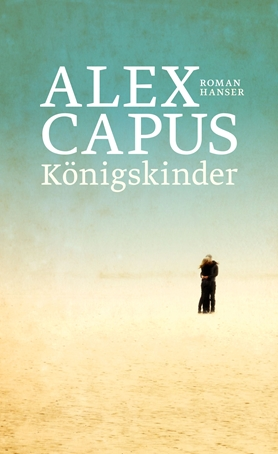 ALEX
ROMAN
HANSER
CAPUS
Königskinder